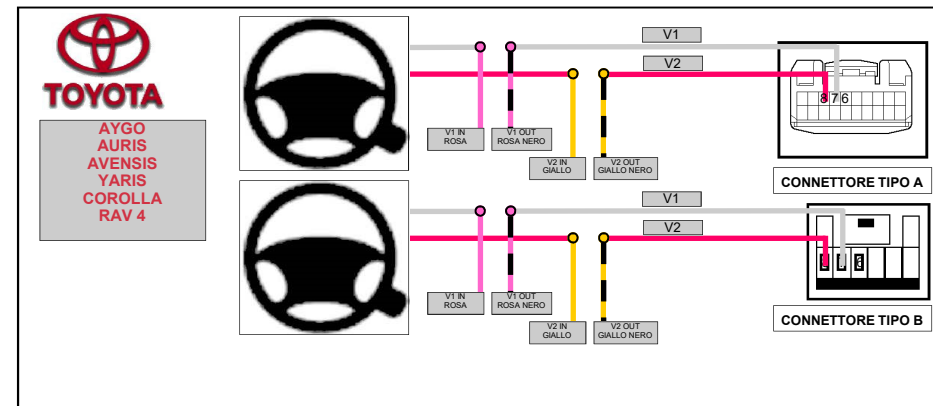 TOYOTA
AYGO
AURIS
AVENSIS
YARIS
COROLLA
RAV 4
V1
V2
8 7 6
V1 IN
ROSA
V1 OUT
ROSA NERO
V2 IN
GIALLO
V2 OUT
GIALLO NERO
CONNETTORE TIPO A
V1
V2
V1 IN
ROSA
V1 OUT
ROSA NERO
V2 IN
GIALLO
V2 OUT
GIALLO NERO
CONNETTORE TIPO B